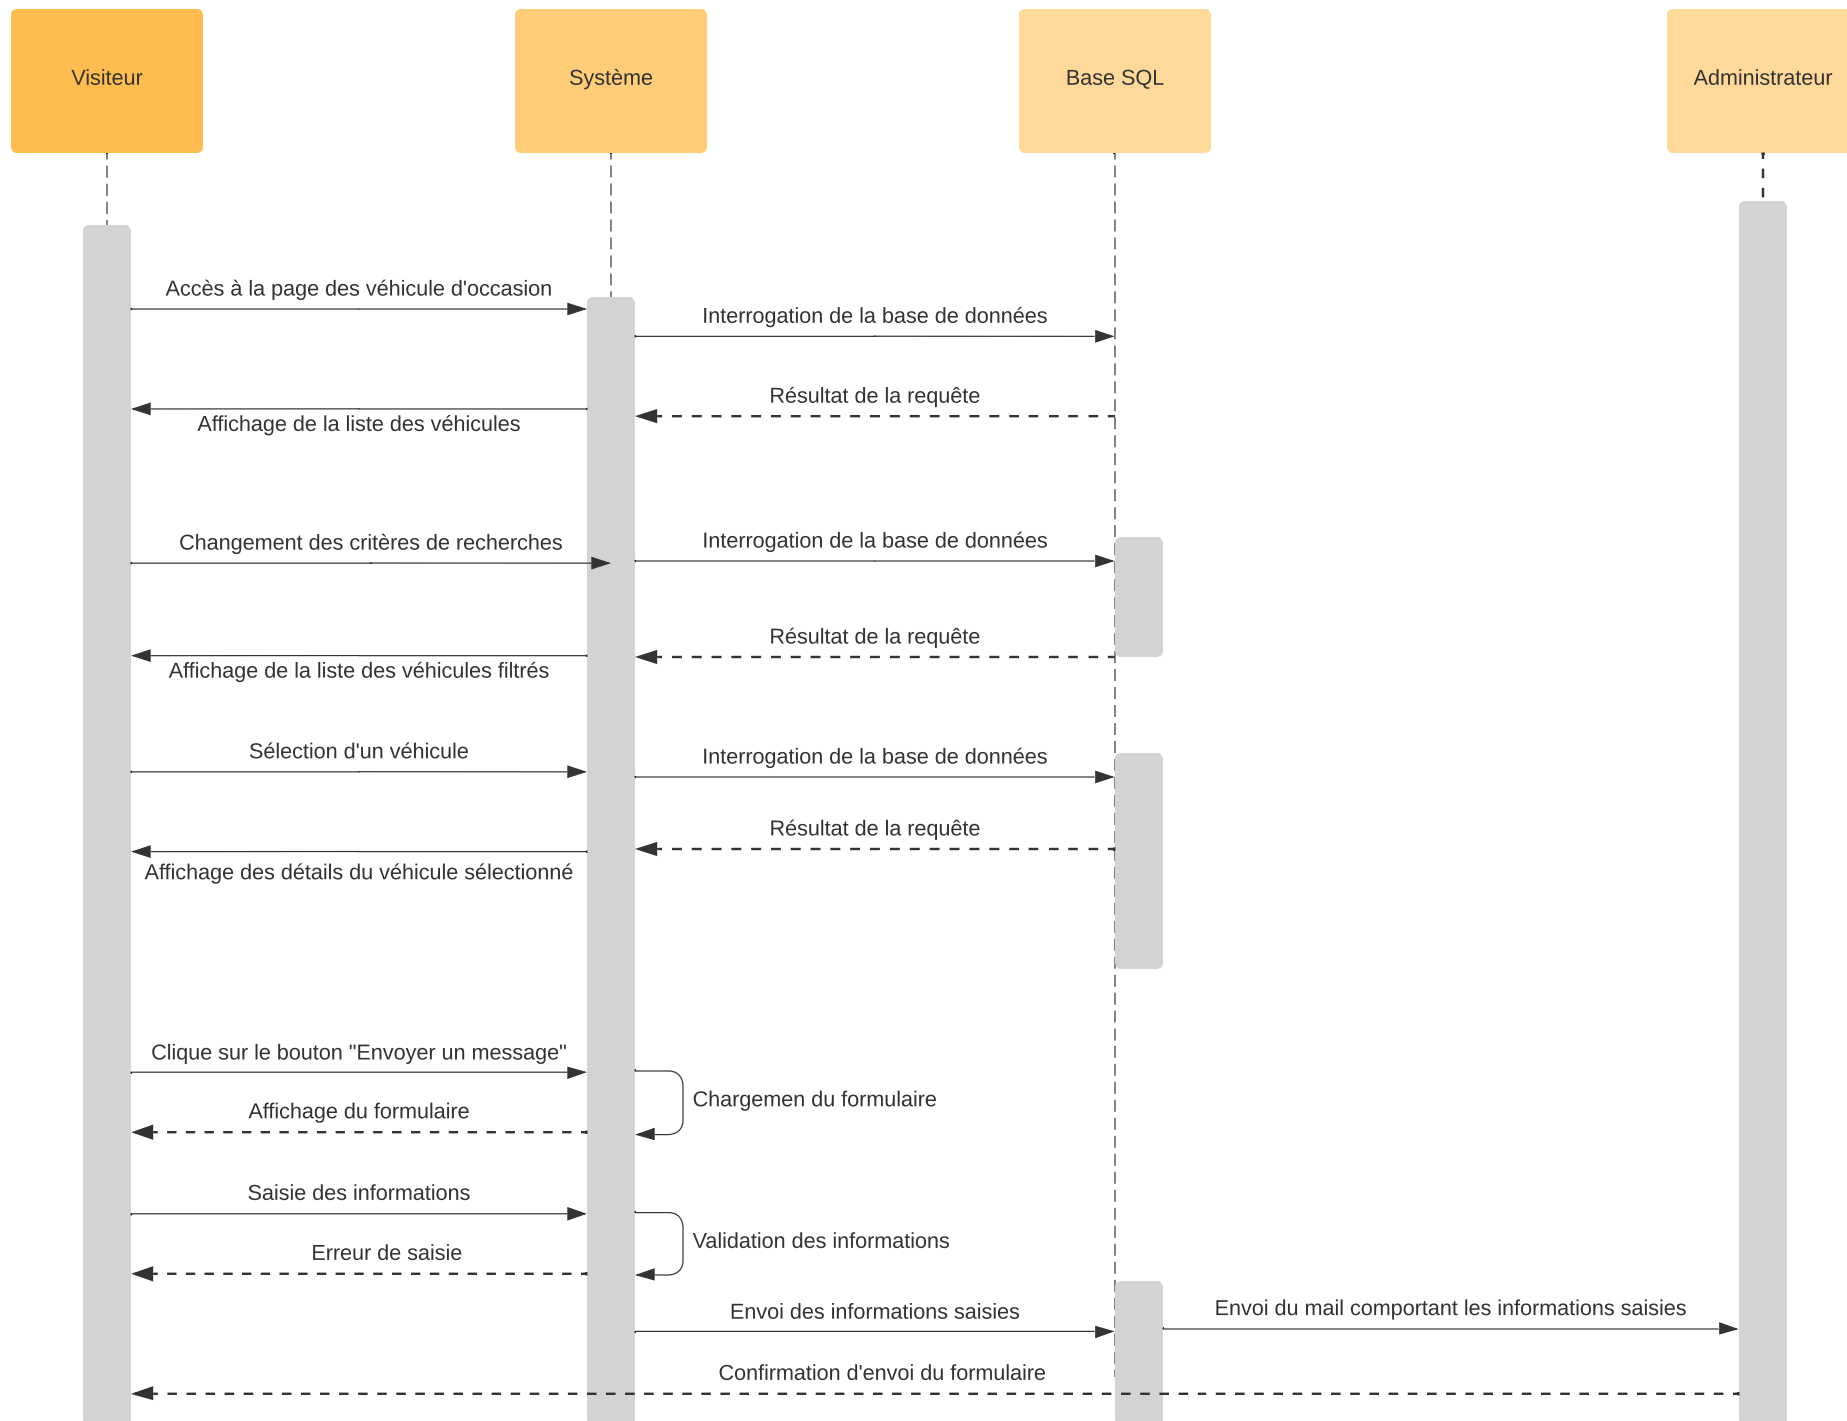 Visiteur
Système
Base SQL
Administrateur
Accès à la page des véhicule d'occasion
Interrogation de la base de données
Résultat de la requête
Affichage de la liste des véhicules
Changement des critères de recherches
Interrogation de la base de données
Résultat de la requête
Affichage de la liste des véhicules filtrés
Sélection d'un véhicule
Interrogation de la base de données
Résultat de la requête
Affichage des détails du véhicule sélectionné
Clique sur le bouton "Envoyer un message"
Chargemen du formulaire
Affichage du formulaire
Saisie des informations
Validation des informations
Erreur de saisie
Envoi des informations saisies
Envoi du mail comportant les informations saisies
Confirmation d'envoi du formulaire